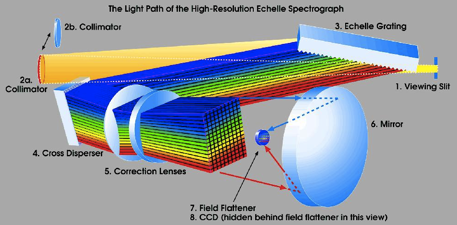 The Light Path of the High-Resolution Echelle Spectrograph
2b. Collimator
3. Echelle Grating
2a.
Collimator
1. Viewing Slit
4. Cross Disperser
5. Correction Lenses
6. Mirror
7. Field Flattener
8. CCD (hidden behind field flattener in this view)